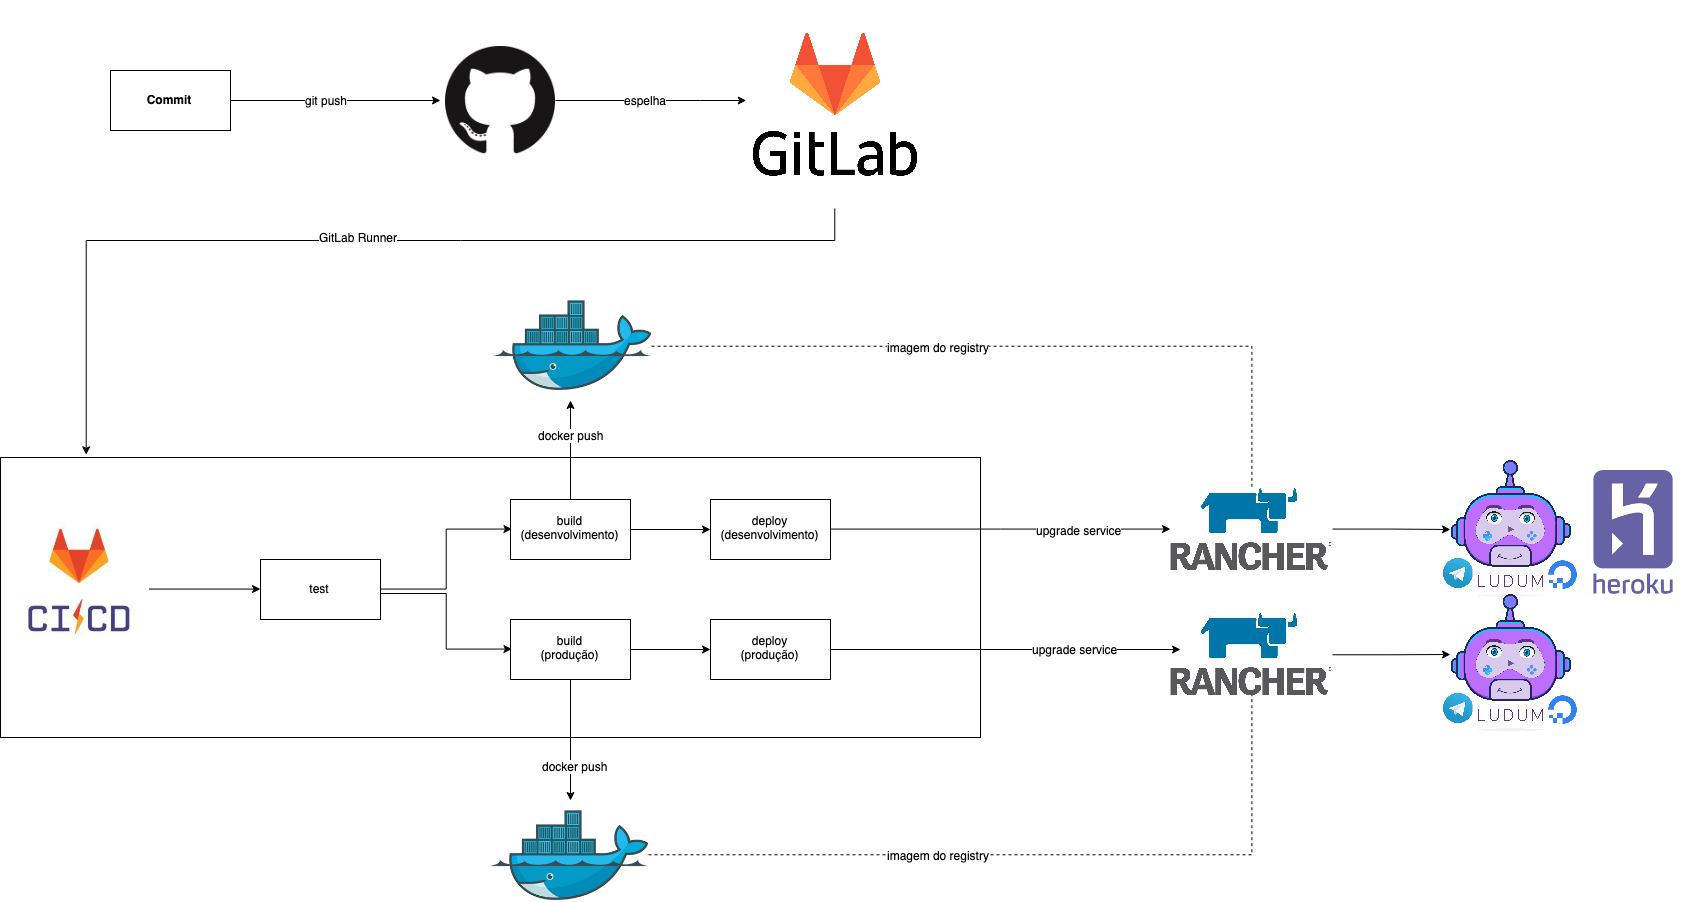 Commit
git push
espelha
GitLab
GitLab Runner
imagem do registry
docker push
build
(desenvolvimento)
deploy
(desenvolvimento)
upgrade service
RANCHER
LUDUM
heroku
CI CD
test
build
(produção)
deploy
(produção)
upgrade service
RANCHER
LUDUM
docker push
imagem do registry